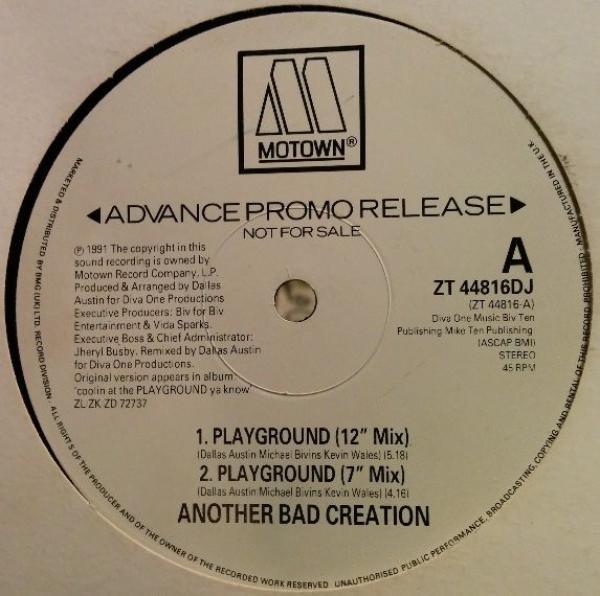 MOTOWN®
◄ADVANCE PROMO RELEASE►
NOT FOR SALE
℗ 1991 The copyright in this
sound recording is owned by
Motown Record Company, L.P.
Produced & Arranged by Dallas
Austin for Diva One Productions
Executive Producers: Biv for Biv
Entertainment & Vida Sparks.
Executive Boss & Chief Administrator:
Jheryl Busby. Remixed by Dallas Austin
for Diva One Productions.
Original version appears in album:
'coolin at the PLAYGROUND ya know'
ZL ZK ZD 72737
A
ZT 44816DJ
(ZT 44816-A)
Diva One Music Biv Ten
Publishing Mike Ten Publishing
(ASCAP BMI)
STEREO
45 RPM
1. PLAYGROUND (12" Mix)
(Dallas Austin Michael Bivins Kevin Wales) (5.18)
2. PLAYGROUND (7" Mix)
(Dallas Austin Michael Bivins Kevin Wales) (4.16)
ANOTHER BAD CREATION
MARKETED & DISTRIBUTED BY BMG (UK) LTD. RECORD DIVISION · ALL RIGHTS OF THE PRODUCER AND OF THE OWNER OF THE RECORDED WORK RESERVED UNAUTHORISED PUBLIC PERFORMANCE, BROADCASTING, COPYING AND RENTAL OF THIS RECORD PROHIBITED · MANUFACTURED IN THE U.K.